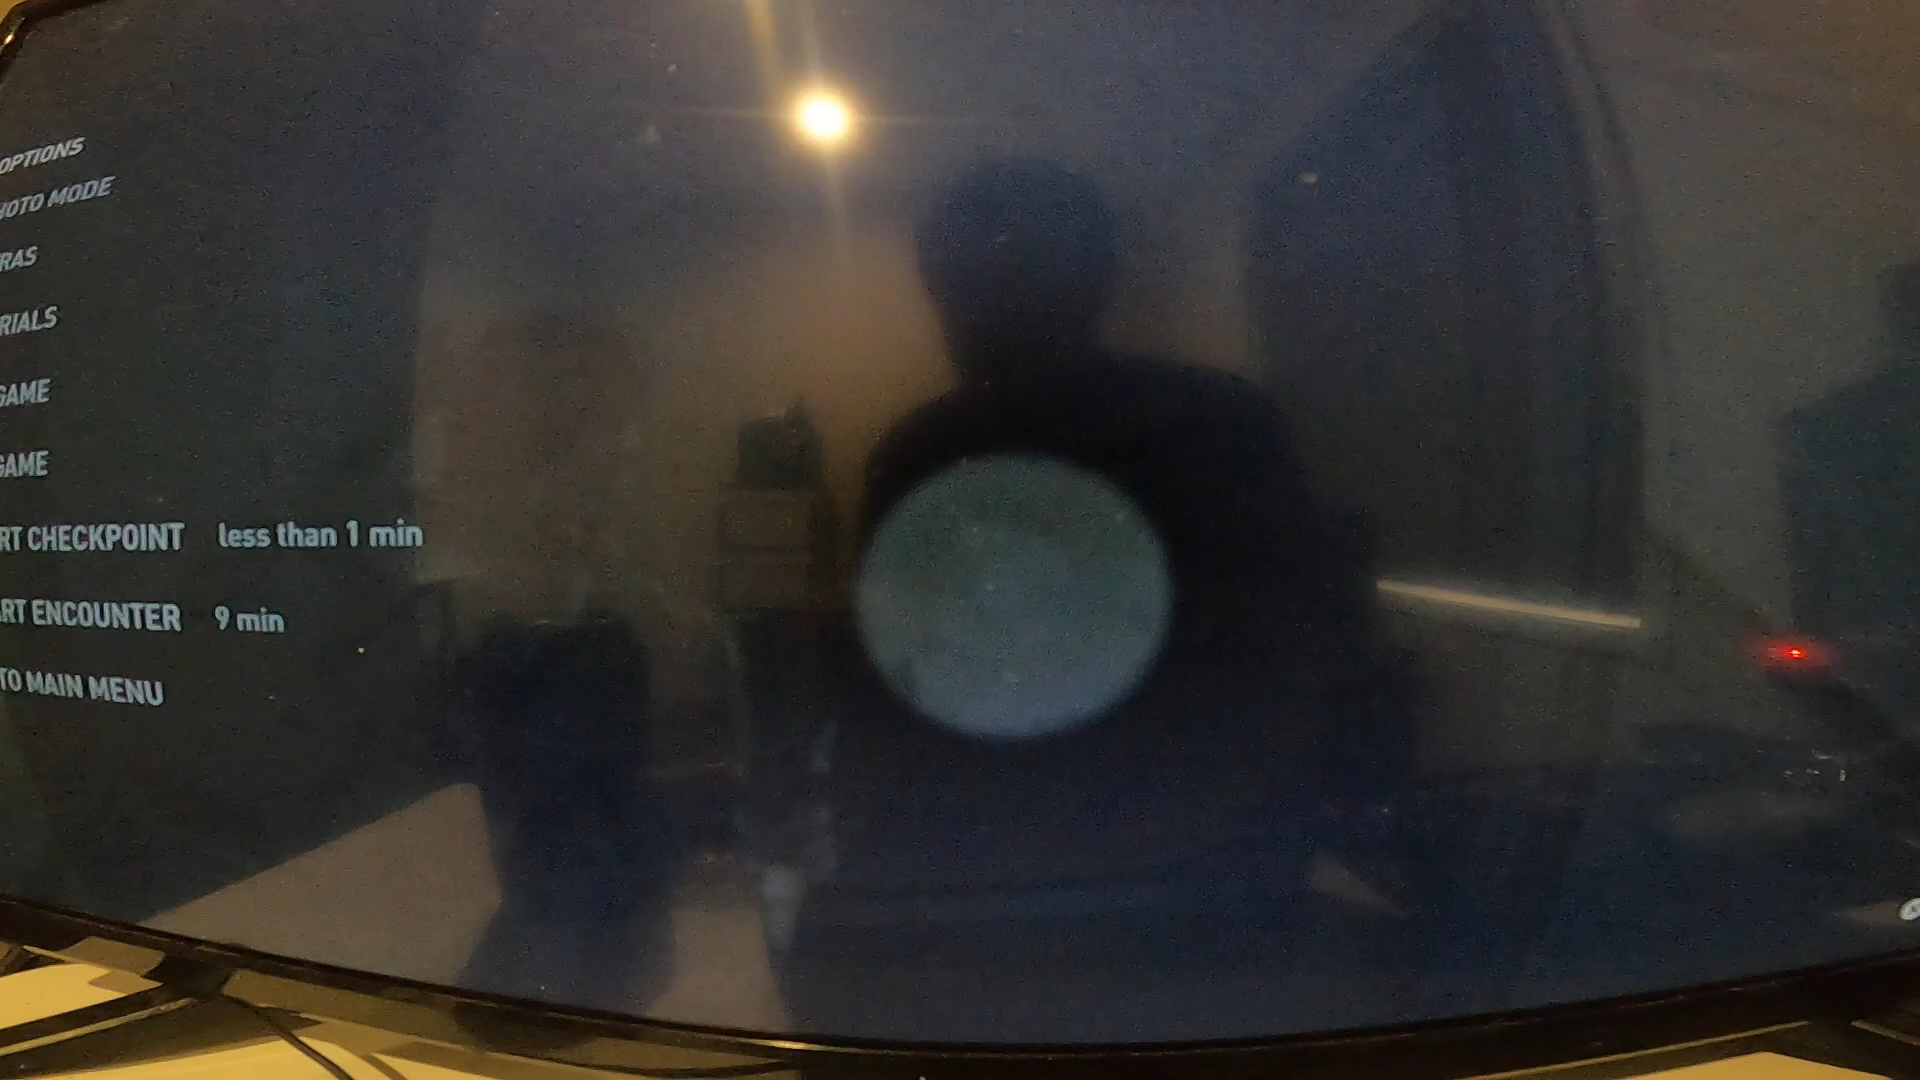 OPTIONS
HOTO MODE
RAS
RIALS
GAME
GAME
RT CHECKPOINT less than 1 min
RT ENCOUNTER 9 min
TO MAIN MENU